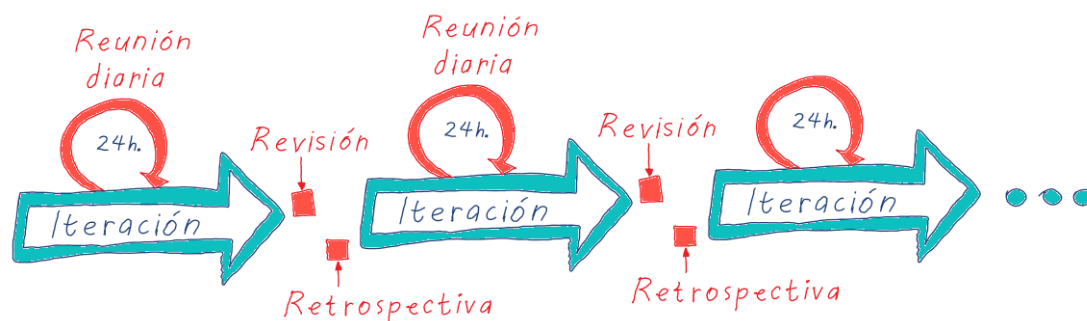 Reunión
diaria
24h.
Iteración
Revisión
Retrospectiva
Reunión
diaria
24h.
Iteración
Revisión
Retrospectiva
24h.
Iteración